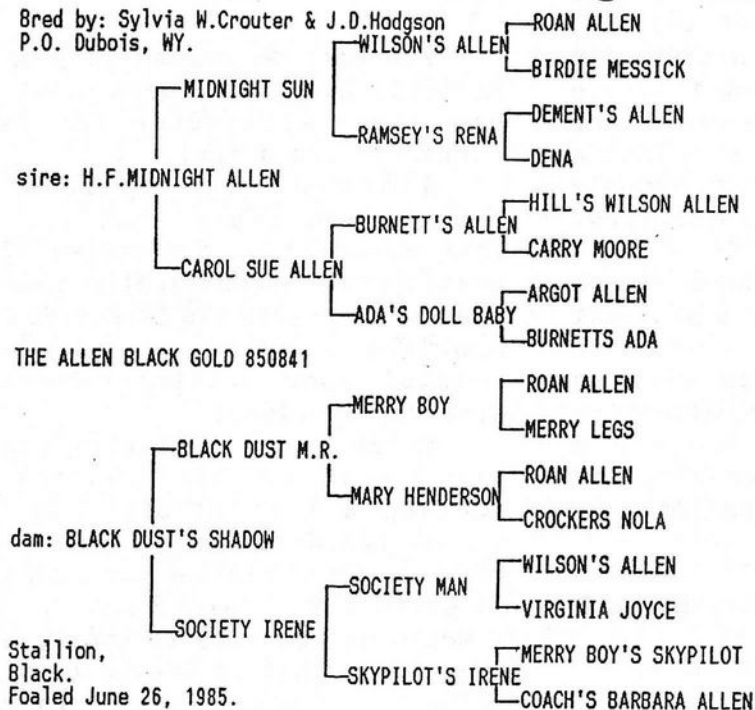 Bred by: Sylvia W.Crouter & J.D.Hodgson
P.O. Dubois, WY.
ROAN ALLEN
WILSON'S ALLEN
BIRDIE MESSICK
MIDNIGHT SUN
DEMENT'S ALLEN
RAMSEY'S RENA
DENA
sire: H.F.MIDNIGHT ALLEN
HILL'S WILSON ALLEN
BURNETT'S ALLEN
CARRY MOORE
CAROL SUE ALLEN
ARGOT ALLEN
ADA'S DOLL BABY
BURNETTS ADA
THE ALLEN BLACK GOLD 850841
ROAN ALLEN
MERRY BOY
MERRY LEGS
BLACK DUST M.R.
ROAN ALLEN
MARY HENDERSON
CROCKERS NOLA
dam: BLACK DUST'S SHADOW
WILSON'S ALLEN
SOCIETY MAN
VIRGINIA JOYCE
SOCIETY IRENE
MERRY BOY'S SKYPILOT
SKYPILOT'S IRENE
COACH'S BARBARA ALLEN
Stallion,
Black.
Foaled June 26, 1985.